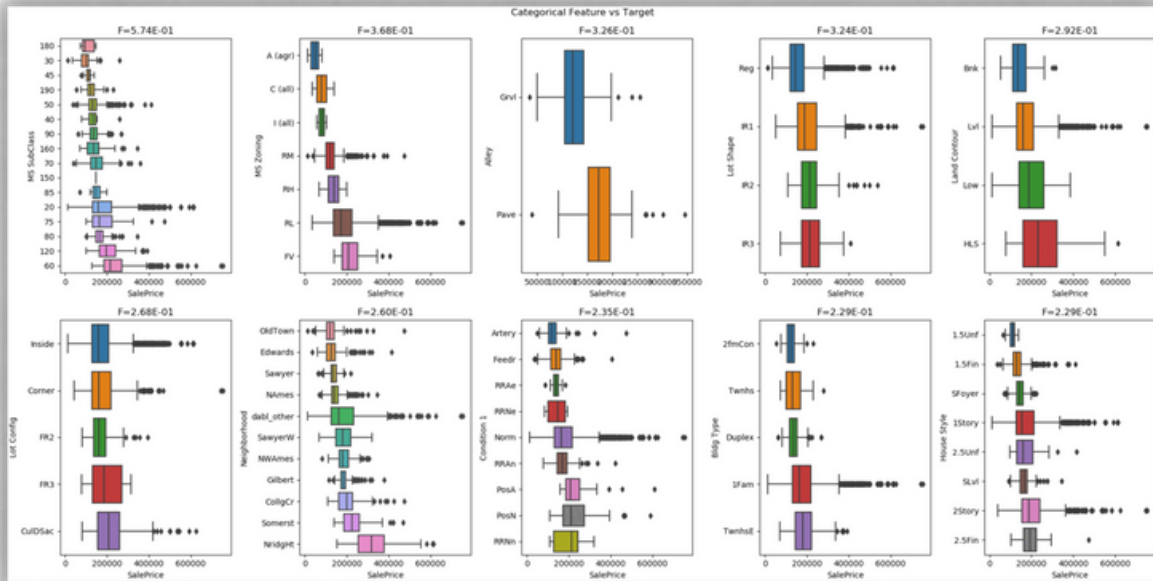 Categorical Feature vs Target
F=5.74E-01
180
30
45
190
50
40
90
160
70
150
85
20
75
80
120
60
MS SubClass
0 200000 400000 600000
SalePrice
F=3.68E-01
A (agr)
C (all)
I (all)
RM
RH
RL
FV
MS Zoning
0 200000 400000 600000
SalePrice
F=3.26E-01
Grvl
Pave
Alley
50000 100000 150000 200000 250000 300000 350000
SalePrice
F=3.24E-01
Reg
IR1
IR2
IR3
Lot Shape
0 200000 400000 600000
SalePrice
F=2.92E-01
Bnk
Lvl
Low
HLS
Land Contour
0 200000 400000 600000
SalePrice
F=2.68E-01
Inside
Corner
FR2
FR3
CulDSac
Lot Config
0 200000 400000 600000
SalePrice
F=2.60E-01
OldTown
Edwards
Sawyer
NAmes
dabl_other
SawyerW
NWAmes
Gilbert
CollgCr
Somerst
NridgHt
Neighborhood
0 200000 400000 600000
SalePrice
F=2.35E-01
Artery
Feedr
RRAe
RRNe
Norm
RRAn
PosA
PosN
RRNn
Condition 1
0 200000 400000 600000
SalePrice
F=2.29E-01
2fmCon
Twnhs
Duplex
1Fam
TwnhsE
Bldg Type
0 200000 400000 600000
SalePrice
F=2.29E-01
1.5Unf
1.5Fin
SFoyer
1Story
2.5Unf
SLvl
2Story
2.5Fin
House Style
0 200000 400000 600000
SalePrice